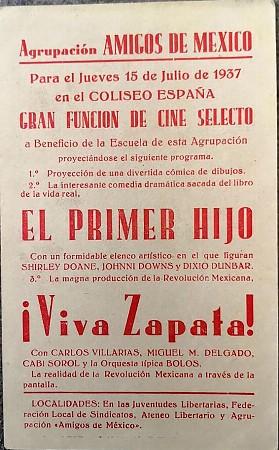 Agrupación AMIGOS DE MEXICO
Para el Jueves 15 de Julio de 1937
en el COLISEO ESPAÑA
GRAN FUNCION DE CINE SELECTO
a Beneficio de la Escuela de esta Agrupación
proyectándose el siguiente programa.
1.º Proyección de una divertida cómica de dibujos.
2.º La interesante comedia dramática sacada del libro
de la vida real,
EL PRIMER HIJO
Con un formidable elenco artístico en el que figuran
SHIRLEY DOANE, JOHNNI DOWNS y DIXIO DUNBAR.
3.º La magna producción de la Revolución Mexicana,
¡Viva Zapata!
Con CARLOS VILLARIAS, MIGUEL M. DELGADO,
CABI SOROL y la Orquesta típica BOLOS.
La realidad de la Revolución Mexicana a través de la
pantalla.
LOCALIDADES: En las Juventudes Libertarias, Fede-
ración Local de Sindicatos, Ateneo Libertario y Agru-
pación «Amigos de México».